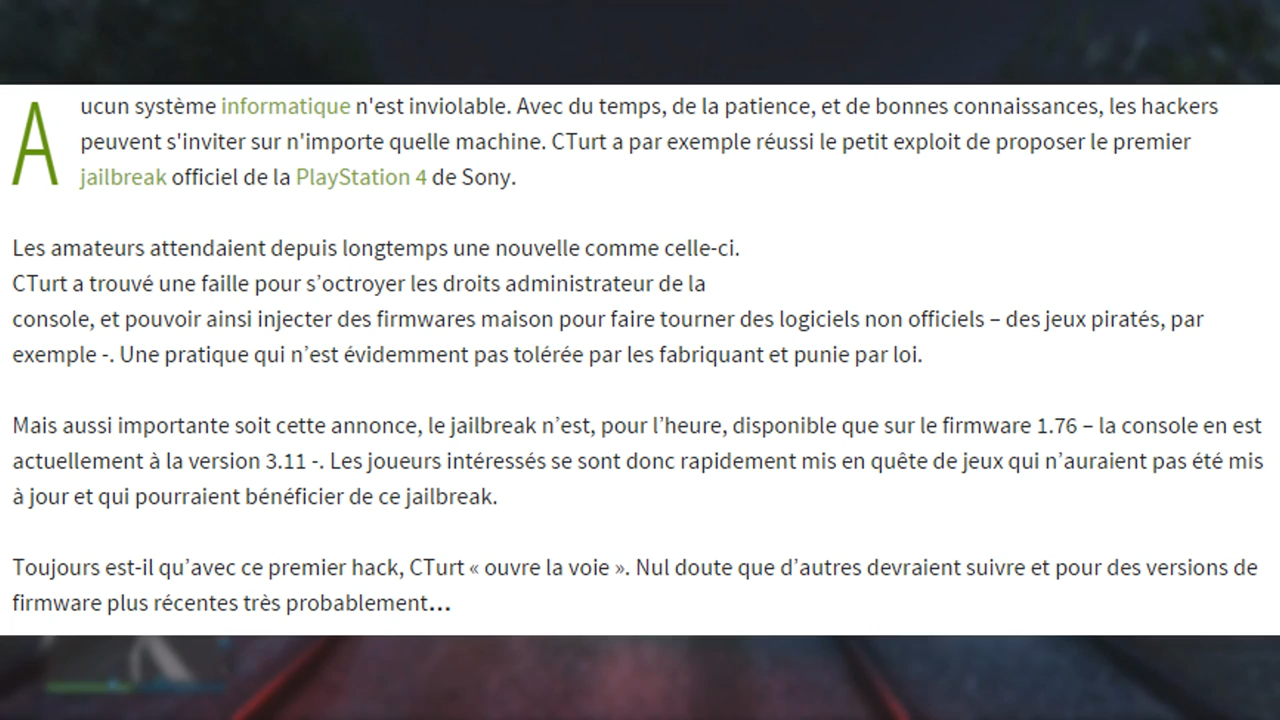 Aucun système informatique n'est inviolable. Avec du temps, de la patience, et de bonnes connaissances, les hackers
peuvent s'inviter sur n'importe quelle machine. CTurt a par exemple réussi le petit exploit de proposer le premier
jailbreak officiel de la PlayStation 4 de Sony.
Les amateurs attendaient depuis longtemps une nouvelle comme celle-ci.
CTurt a trouvé une faille pour s’octroyer les droits administrateur de la
console, et pouvoir ainsi injecter des firmwares maison pour faire tourner des logiciels non officiels – des jeux piratés, par
exemple -. Une pratique qui n’est évidemment pas tolérée par les fabriquant et punie par loi.
Mais aussi importante soit cette annonce, le jailbreak n’est, pour l’heure, disponible que sur le firmware 1.76 – la console en est
actuellement à la version 3.11 -. Les joueurs intéressés se sont donc rapidement mis en quête de jeux qui n’auraient pas été mis
à jour et qui pourraient bénéficier de ce jailbreak.
Toujours est-il qu’avec ce premier hack, CTurt « ouvre la voie ». Nul doute que d’autres devraient suivre et pour des versions de
firmware plus récentes très probablement…